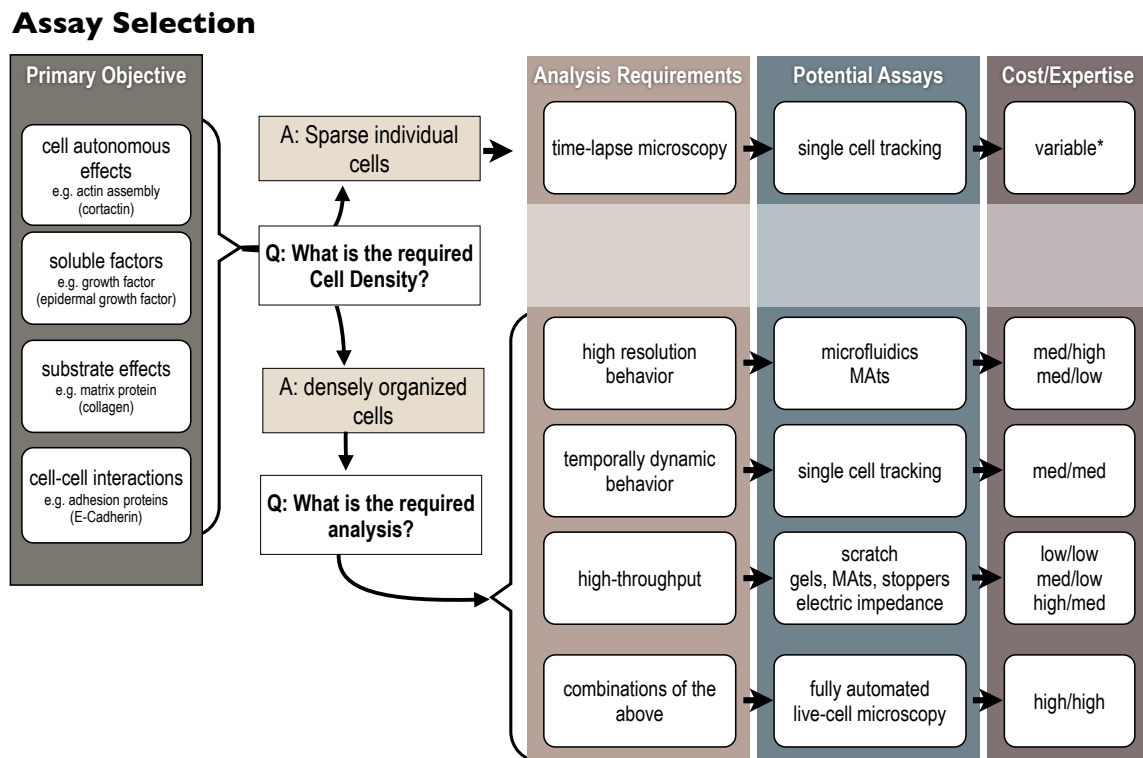 Assay Selection
Primary Objective
cell autonomous
effects
e.g. actin assembly
(cortactin)
soluble factors
e.g. growth factor
(epidermal growth factor)
substrate effects
e.g. matrix protein
(collagen)
cell-cell interactions
e.g. adhesion proteins
(E-Cadherin)
A: Sparse individual
cells
Q: What is the required
Cell Density?
A: densely organized
cells
Q: What is the required
analysis?
Analysis Requirements
Potential Assays
Cost/Expertise
time-lapse microscopy
single cell tracking
variable*
high resolution
behavior
microfluidics
MAts
med/high
med/low
temporally dynamic
behavior
single cell tracking
med/med
high-throughput
scratch
gels, MAts, stoppers
electric impedance
low/low
med/low
high/med
combinations of the
above
fully automated
live-cell microscopy
high/high